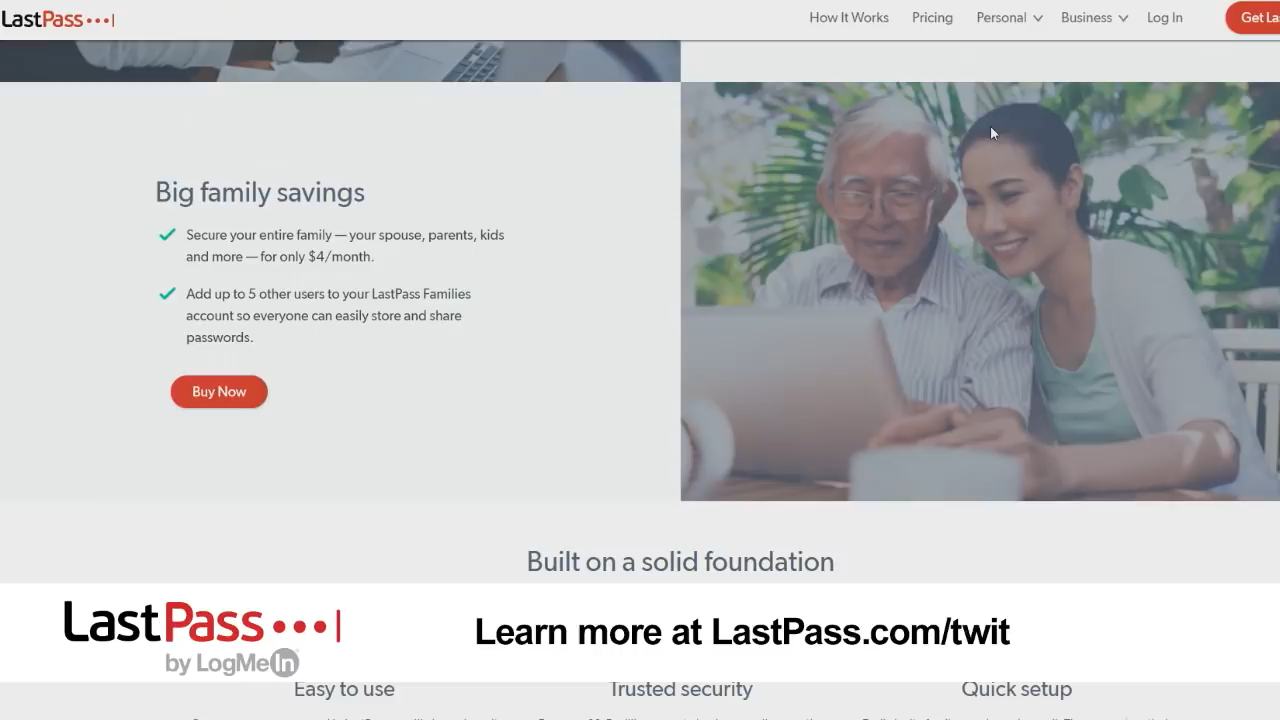 LastPass
How It Works Pricing Personal Business Log In Get La
Big family savings
Secure your entire family — your spouse, parents, kids
and more — for only $4/month.
Add up to 5 other users to your LastPass Families
account so everyone can easily store and share
passwords.
Buy Now
Built on a solid foundation
LastPass
by LogMeIn
Learn more at LastPass.com/twit
Easy to use Trusted security Quick setup